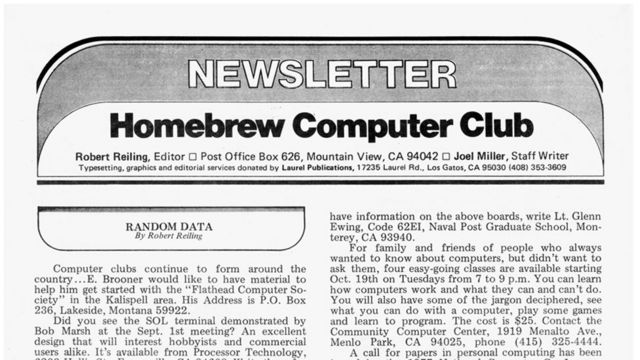 NEWSLETTER
Homebrew Computer Club
Robert Reiling, Editor □ Post Office Box 626, Mountain View, CA 94042 □ Joel Miller, Staff Writer
Typesetting, graphics and editorial services donated by Laurel Publications, 17235 Laurel Rd., Los Gatos, CA 95030 (408) 353-3609
RANDOM DATA
By Robert Reiling
Computer clubs continue to form around the
country...E. Brooner would like to have material to
help him get started with the "Flathead Computer So-
ciety" in the Kalispell area. His Address is P.O. Box
236, Lakeside, Montana 59922.
Did you see the SOL terminal demonstrated by
Bob Marsh at the Sept. 1st meeting? An excellent
design that will interest hobbyists and commercial
users alike. It's available from Processor Technology,
have information on the above boards, write Lt. Glenn
Ewing, Code 62EI, Naval Post Graduate School, Mon-
terey, CA 93940.
For family and friends of people who always
wanted to know about computers, but didn't want to
ask them, four easy-going classes are available starting
Oct. 19th on Tuesdays from 7 to 9 p.m. You can learn
how computers work and what they can and can't do.
You will also have some of the jargon deciphered, see
what you can do with a computer, play some games
and learn to program. The cost is $25. Contact the
Community Computer Center, 1919 Menalto Ave.,
Menlo Park, CA 94025, phone (415) 325-4444.
A call for papers in personal computing has been